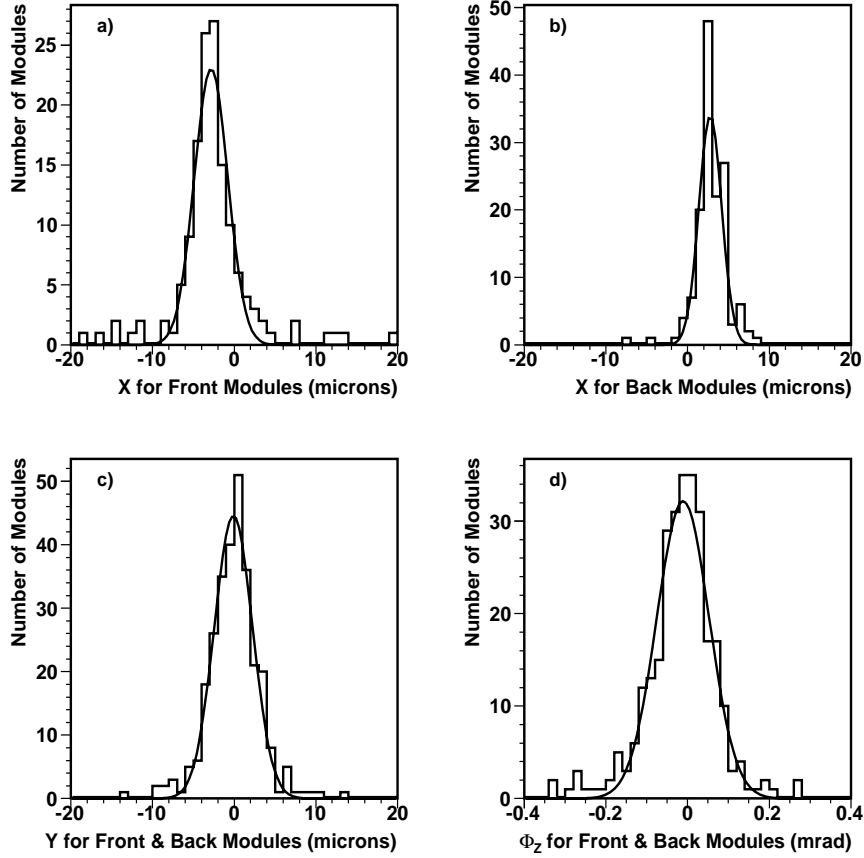 a)
Number of Modules
25
20
15
10
5
0
-20 -10 0 10 20
X for Front Modules (microns)
b)
Number of Modules
50
40
30
20
10
0
-20 -10 0 10 20
X for Back Modules (microns)
c)
Number of Modules
50
40
30
20
10
0
-20 -10 0 10 20
Y for Front & Back Modules (microns)
d)
Number of Modules
30
20
10
0
-0.4 -0.2 0 0.2 0.4
Φ_Z for Front & Back Modules (mrad)